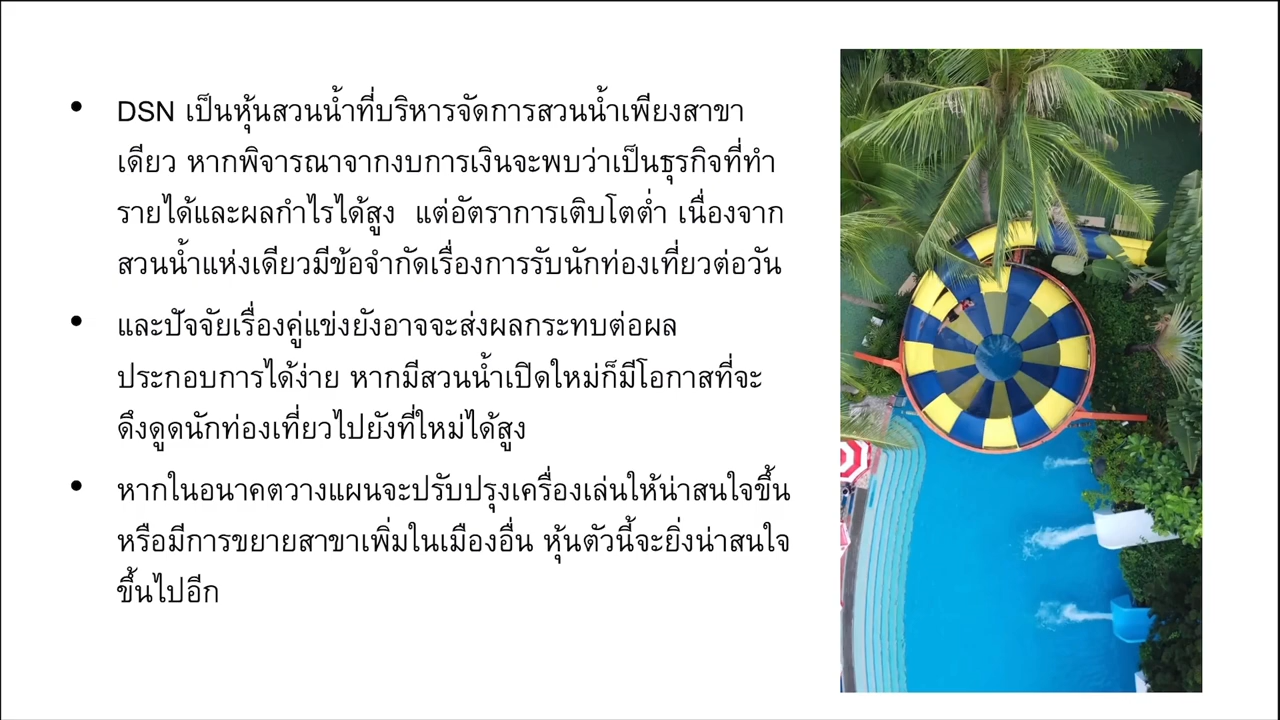 • DSN เป็นหุ้นสวนน้ำที่บริหารจัดการสวนน้ำเพียงสาขา
เดียว หากพิจารณาจากงบการเงินจะพบว่าเป็นธุรกิจที่ทำ
รายได้และผลกำไรได้สูง แต่อัตราการเติบโตต่ำ เนื่องจาก
สวนน้ำแห่งเดียวมีข้อจำกัดเรื่องการรับนักท่องเที่ยวต่อวัน
• และปัจจัยเรื่องคู่แข่งยังอาจจะส่งผลกระทบต่อผล
ประกอบการได้ง่าย หากมีสวนน้ำเปิดใหม่ก็มีโอกาสที่จะ
ดึงดูดนักท่องเที่ยวไปยังที่ใหม่ได้สูง
• หากในอนาคตวางแผนจะปรับปรุงเครื่องเล่นให้น่าสนใจขึ้น
หรือมีการขยายสาขาเพิ่มในเมืองอื่น หุ้นตัวนี้จะยิ่งน่าสนใจ
ขึ้นไปอีก